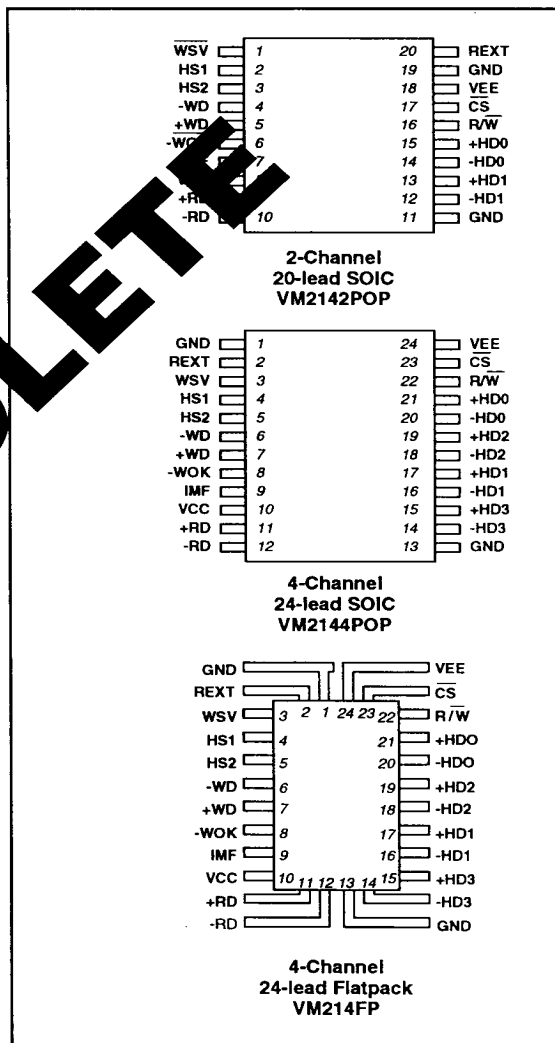 WSV 1 20 REXT
HS1 2 19 GND
HS2 3 18 VEE
-WD 4 17 CS
+WD 5 16 R/W
6 15 +HD0
7 14 -HD0
13 +HD1
12 -HD1
-RD 10 11 GND
LETE
2-Channel
20-lead SOIC
VM2142POP
GND 1 24 VEE
REXT 2 23 CS
WSV 3 22 R/W
HS1 4 21 +HD0
HS2 5 20 -HD0
-WD 6 19 +HD2
+WD 7 18 -HD2
-WOK 8 17 +HD1
IMF 9 16 -HD1
VCC 10 15 +HD3
+RD 11 14 -HD3
-RD 12 13 GND
4-Channel
24-lead SOIC
VM2144POP
GND VEE
REXT CS
WSV 3 2 1 24 23 22 R/W
HS1 4 21 +HDO
HS2 5 20 -HDO
-WD 6 19 +HD2
+WD 7 18 -HD2
-WOK 8 17 +HD1
IMF 9 16 -HD1
VCC 10 11 12 13 14 15 +HD3
+RD -HD3
-RD GND
4-Channel
24-lead Flatpack
VM214FP